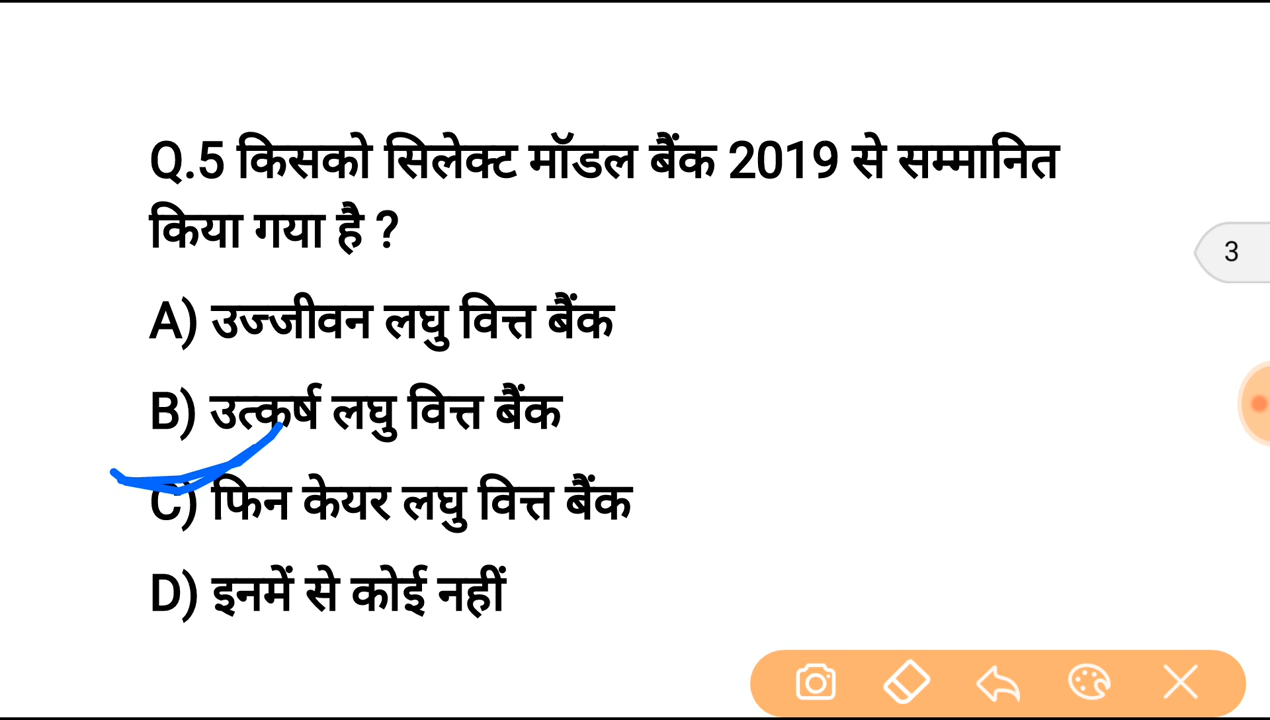 Q.5 किसको सिलेक्ट मॉडल बैंक 2019 से सम्मानित
किया गया है ?
3
A) उज्जीवन लघु वित्त बैंक
B) उत्कर्ष लघु वित्त बैंक
C) फिन केयर लघु वित्त बैंक
D) इनमें से कोई नहीं